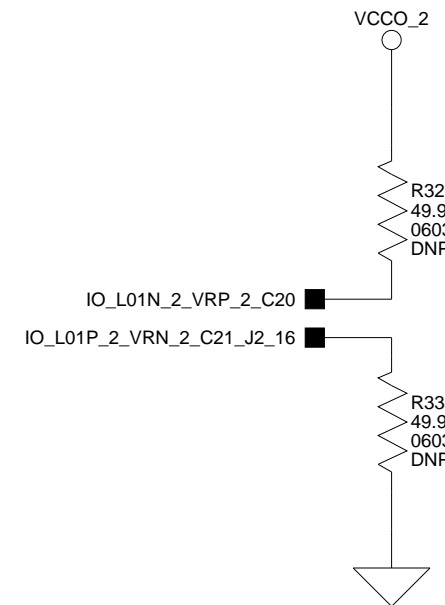 VCCO_2
R32
49.9
0603
DNP
IO_L01N_2_VRP_2_C20
IO_L01P_2_VRN_2_C21_J2_16
R33
49.9
0603
DNP